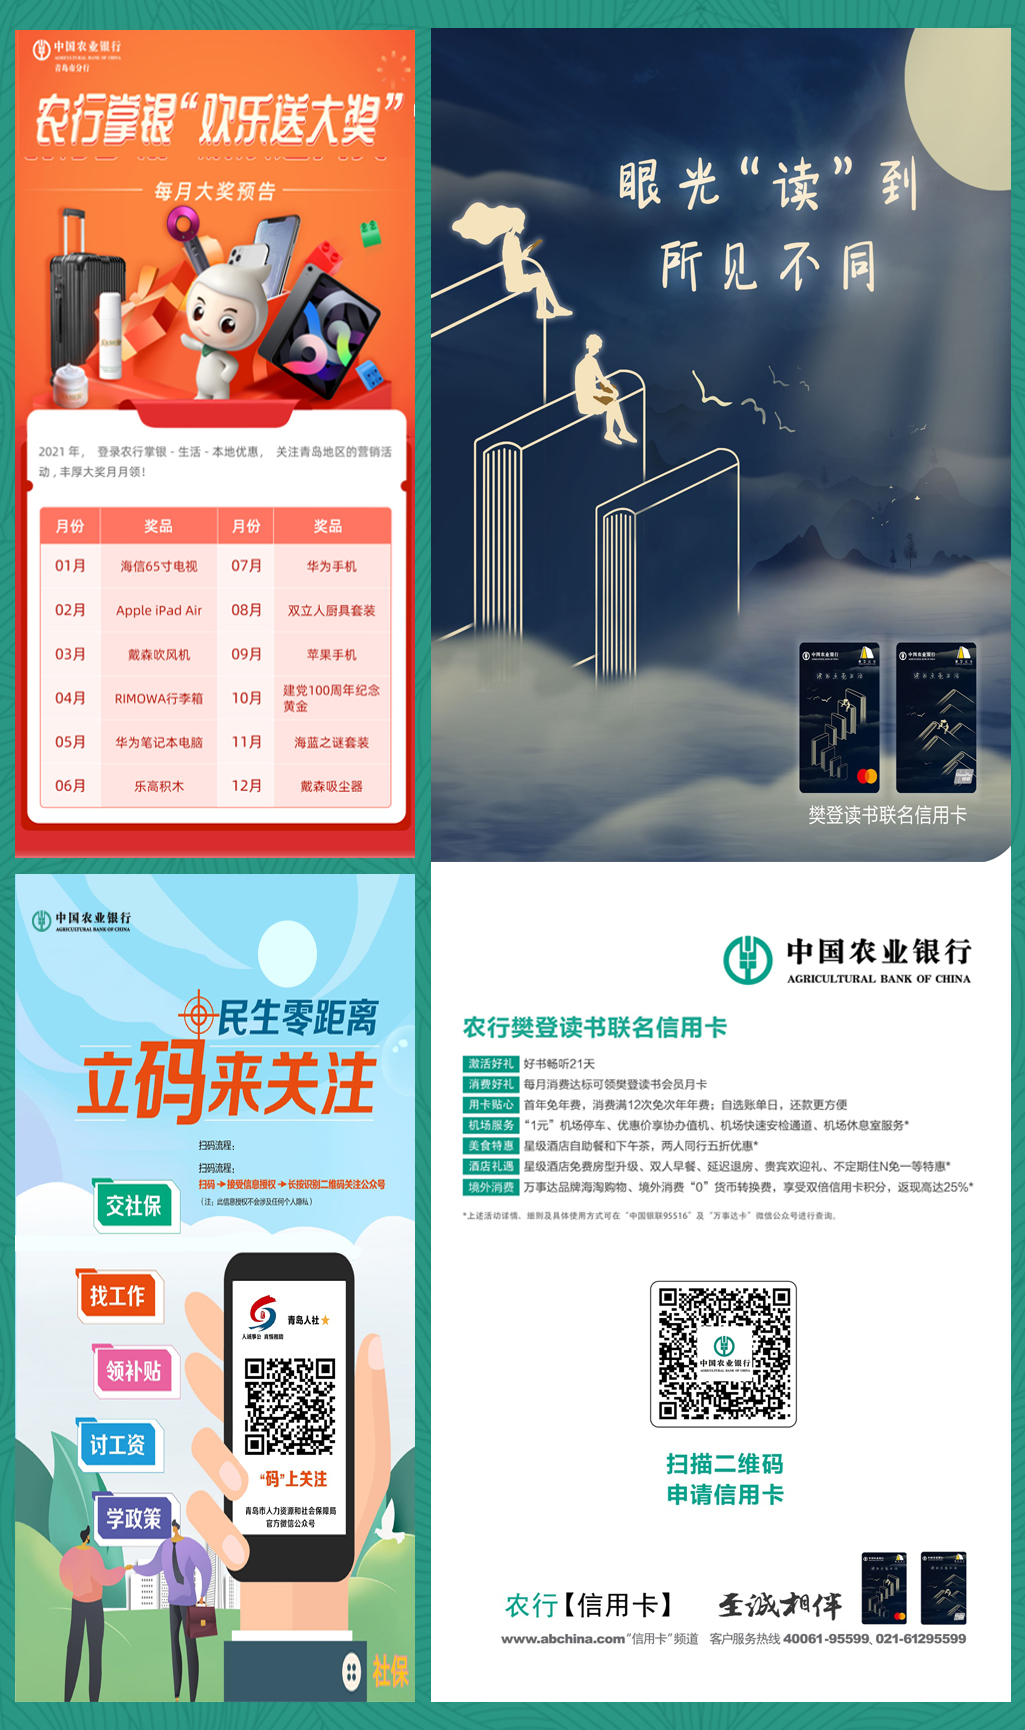 中国农业银行
AGRICULTURAL BANK OF CHINA
青岛市分行
农行掌银“欢乐送大奖”
每月大奖预告
2021 年， 登录农行掌银 - 生活 - 本地优惠， 关注青岛地区的营销活
动 , 丰厚大奖月月领！
月份 奖品 月份 奖品
01月 海信65寸电视 07月 华为手机
02月 Apple iPad Air 08月 双立人厨具套装
03月 戴森吹风机 09月 苹果手机
04月 RIMOWA行李箱 10月 建党100周年纪念
黄金
05月 华为笔记本电脑 11月 海蓝之谜套装
06月 乐高积木 12月 戴森吸尘器
眼光“读”到
所见不同
中国农业银行
中国农业银行
樊登读书联名信用卡
中国农业银行
AGRICULTURAL BANK OF CHINA
民生零距离
立码来关注
扫码流程：
扫码流程：
扫码 → 接受信息授权 → 长按识别二维码关注公众号
（注：此信息授权不会涉及任何个人隐私）
交社保
找工作
领补贴
讨工资
学政策
青岛人社
“码”上关注
青岛市人力资源和社会保障局
官方微信公众号
社保
中国农业银行
AGRICULTURAL BANK OF CHINA
农行樊登读书联名信用卡
激活好礼 好书畅听21天
消费好礼 每月消费达标可领樊登读书会员月卡
用卡贴心 首年免年费，消费满12次免次年年费；自选账单日，还款更方便
机场服务 “1元”机场停车、优惠价享协办值机、机场快速安检通道、机场休息室服务*
美食特惠 星级酒店自助餐和下午茶，两人同行五折优惠*
酒店礼遇 星级酒店免费房型升级、双人早餐、延迟退房、贵宾欢迎礼、不定期住N免一等特惠*
境外消费 万事达品牌海淘购物、境外消费“0”货币转换费，享受双倍信用卡积分，返现高达25%*
*上述活动详情、细则及具体使用方式可在“中国银联95516”及“万事达卡”微信公众号进行查询。
中国农业银行
扫描二维码
申请信用卡
农行【信用卡】 至诚相伴
www.abchina.com“信用卡”频道 客户服务热线 40061-95599、021-61295599